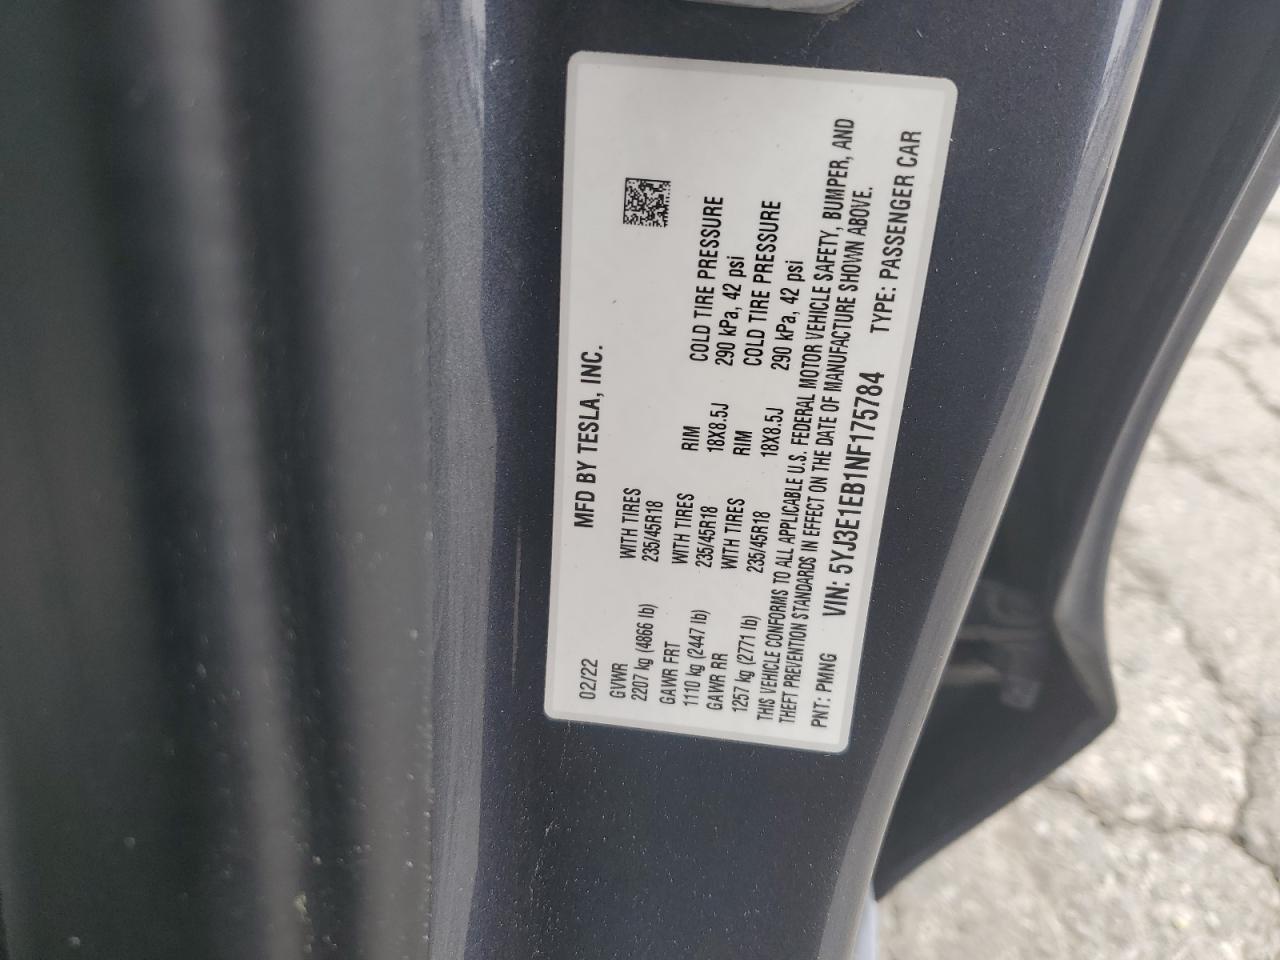 02/22 MFD BY TESLA, INC.
GVWR WITH TIRES
2207 kg (4866 lb) 235/45R18
GAWR FRT WITH TIRES RIM COLD TIRE PRESSURE
1110 kg (2447 lb) 235/45R18 18X8.5J 290 kPa, 42 psi
GAWR RR WITH TIRES RIM COLD TIRE PRESSURE
1257 kg (2771 lb) 235/45R18 18X8.5J 290 kPa, 42 psi
THIS VEHICLE CONFORMS TO ALL APPLICABLE U.S. FEDERAL MOTOR VEHICLE SAFETY, BUMPER, AND
THEFT PREVENTION STANDARDS IN EFFECT ON THE DATE OF MANUFACTURE SHOWN ABOVE.
PNT: PMNG VIN: 5YJ3E1EB1NF175784 TYPE: PASSENGER CAR